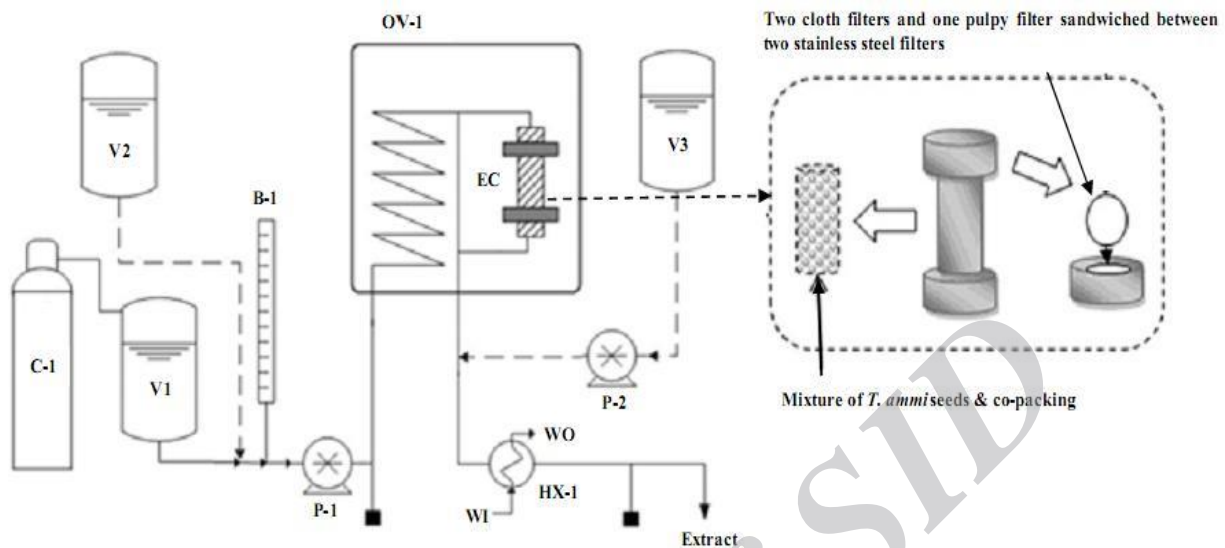 OV-1
Two cloth filters and one pulpy filter sandwiched between
two stainless steel filters
V2
V3
B-1
EC
C-1
V1
P-2
Mixture of T. ammi seeds & co-packing
WO
P-1
HX-1
WI
Extract
SID